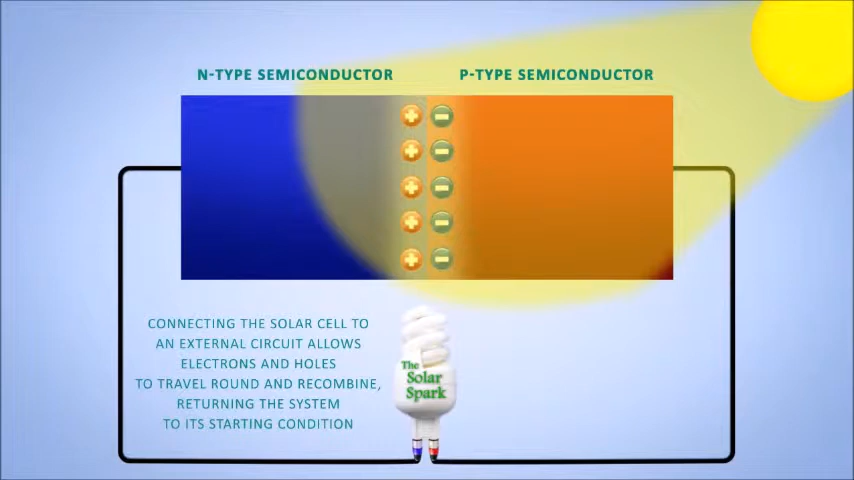 N-TYPE SEMICONDUCTOR
P-TYPE SEMICONDUCTOR
CONNECTING THE SOLAR CELL TO
AN EXTERNAL CIRCUIT ALLOWS
ELECTRONS AND HOLES
TO TRAVEL ROUND AND RECOMBINE,
RETURNING THE SYSTEM
TO ITS STARTING CONDITION
The
Solar
Spark